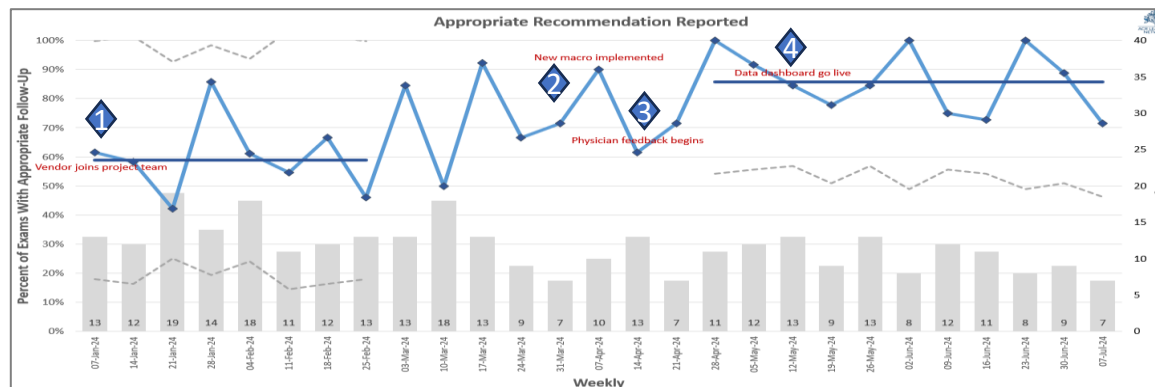 Appropriate Recommendation Reported
100%
90%
80%
70%
60%
50%
40%
30%
20%
10%
0%
Percent of Exams With Appropriate Follow-Up
40
35
30
25
20
15
10
5
0
1
Vendor joins project team
2
New macro implemented
3
Physician feedback begins
4
Data dashboard go live
13 12 19 14 18 11 12 13 13 18 13 9 7 10 13 7 11 12 13 9 13 8 12 11 8 9 7
07-Jan-24
14-Jan-24
21-Jan-24
28-Jan-24
04-Feb-24
11-Feb-24
18-Feb-24
25-Feb-24
03-Mar-24
10-Mar-24
17-Mar-24
24-Mar-24
31-Mar-24
07-Apr-24
14-Apr-24
21-Apr-24
28-Apr-24
05-May-24
12-May-24
19-May-24
26-May-24
02-Jun-24
09-Jun-24
16-Jun-24
23-Jun-24
30-Jun-24
07-Jul-24
Weekly